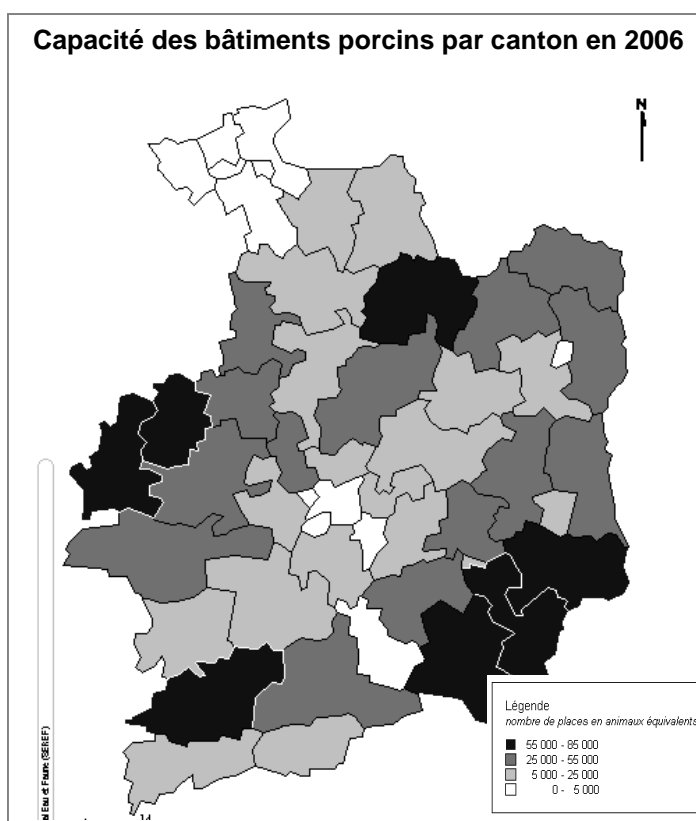 Capacité des bâtiments porcins par canton en 2006
N
Légende
nombre de places en animaux équivalents
55 000 - 85 000
25 000 - 55 000
5 000 - 25 000
0 - 5 000
al Eau et Faune (SEREF)
14